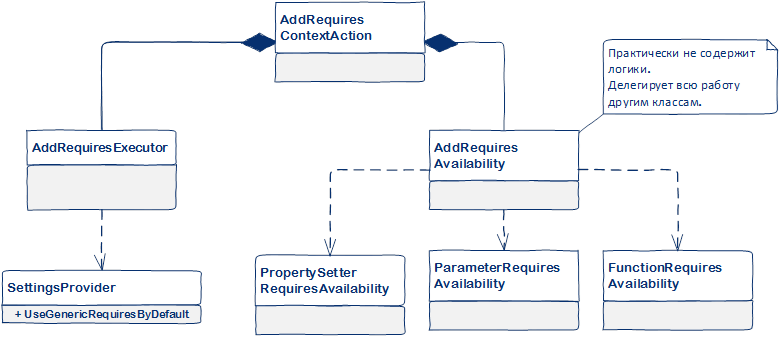 AddRequires
ContextAction
Практически не содержит
логики.
Делегирует всю работу
другим классам.
AddRequiresExecutor
AddRequires
Availability
SettingsProvider
+ UseGenericRequiresByDefault
PropertySetter
RequiresAvailability
ParameterRequires
Availability
FunctionRequires
Availability